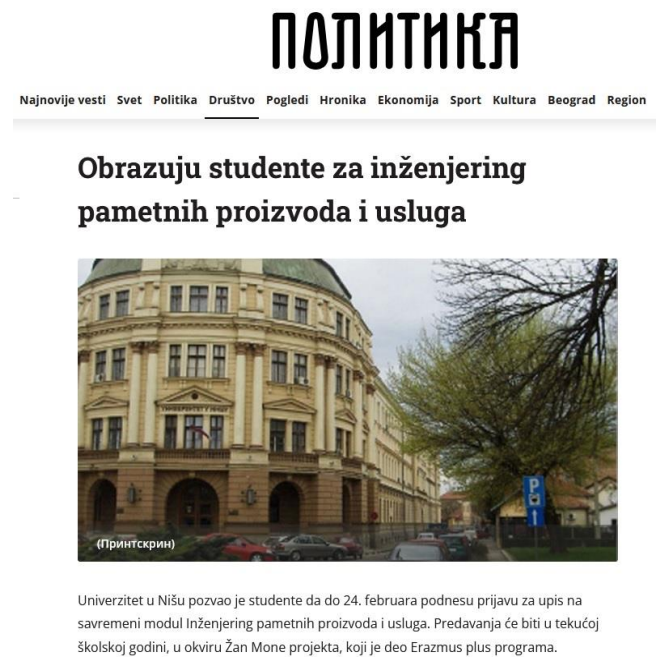 ПОЛИТИКА
Najnovije vesti Svet Politika Društvo Pogledi Hronika Ekonomija Sport Kultura Beograd Region
Obrazuju studente za inženjering
pametnih proizvoda i usluga
УНИВЕРЗИТЕТ У НИШУ
P
(Принтскрин)
Univerzitet u Nišu pozvao je studente da do 24. februara podnesu prijavu za upis na
savremeni modul Inženjering pametnih proizvoda i usluga. Predavanja će biti u tekućoj
školskoj godini, u okviru Žan Mone projekta, koji je deo Erazmus plus programa.